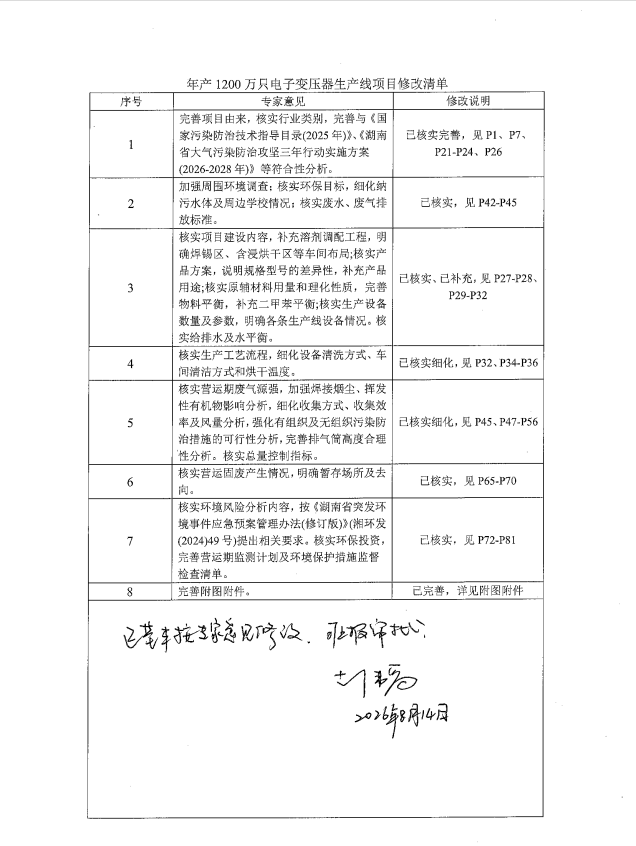 年产 1200 万只电子变压器生产线项目修改清单
序号 专家意见 修改说明
1
完善项目由来，核实行业类别，完善与《国
家污染防治技术指导目录(2025 年)》、《湖南
省大气污染防治攻坚三年行动实施方案
(2026-2028 年)》等符合性分析。
已核实完善，见 P1、P7、
P21-P24、P26
2
加强周围环境调查；核实环保目标，细化纳
污水体及周边学校情况；核实废水、废气排
放标准。
已核实，见 P42-P45
3
核实项目建设内容，补充溶剂调配工程，明
确焊锡区、含浸烘干区等车间布局;核实产
品方案，说明规格型号的差异性，补充产品
用途;核实原辅材料用量和理化性质，完善
物料平衡，补充二甲苯平衡;核实生产设备
数量及参数，明确各条生产线设备情况。核
实给排水及水平衡。
已核实、已补充，见 P27-P28、
P29-P32
4
核实生产工艺流程，细化设备清洗方式、车
间清洁方式和烘干温度。
已核实细化，见 P32、P34-P36
5
核实营运期废气源强，加强焊接烟尘、挥发
性有机物影响分析，细化收集方式、收集效
率及风量分析，强化有组织及无组织污染防
治措施的可行性分析，完善排气筒高度合理
性分析。核实总量控制指标。
已核实细化，见 P45、P47-P56
6
核实营运固废产生情况，明确暂存场所及去
向。
已核实，见 P65-P70
7
核实环境风险分析内容，按《湖南省突发环
境事件应急预案管理办法(修订版)》(湘环发
(2024)49 号)提出相关要求。核实环保投资，
完善营运期监测计划及环境保护措施监督
检查清单。
已核实，见 P72-P81
8
完善附图附件。
已完善，详见附图附件
已基本按专家意见修改，可上报审批。
2026年8月14日